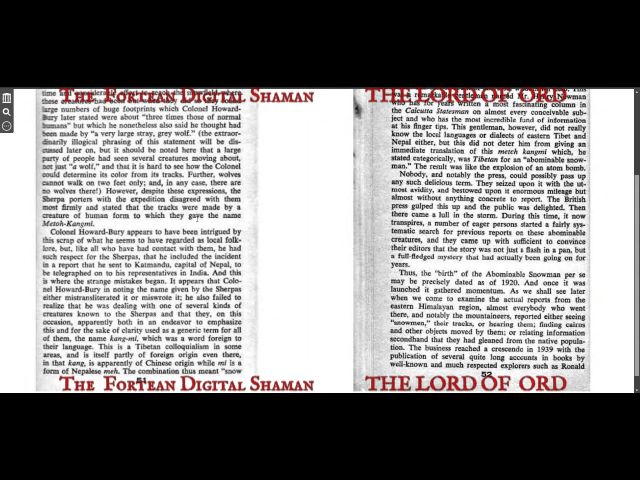 THE FORTEAN DIGITAL SHAMAN
these creatures has been
large numbers of huge footprints which Colonel Howard-
Bury later stated were about "three times those of normal
humans" but which he nonetheless also said he thought had
been made by "a very large stray, grey wolf." (the extraor-
dinarily illogical phrasing of this statement will be dis-
cussed later on, but it should be noted here that a large
party of people had seen several creatures moving about,
not just "a wolf," and that it is hard to see how the Colonel
could determine its color from its tracks. Further, wolves
cannot walk on two feet only; and, in any case, there are
no wolves there!) However, despite these expressions, the
Sherpa porters with the expedition disagreed with them
most firmly and stated that the tracks were made by a
creature of human form to which they gave the name
Metoh-Kangmi.
Colonel Howard-Bury appears to have been intrigued by
this scrap of what he seems to have regarded as local folk-
lore, but, like all who have had contact with them, he had
such respect for the Sherpas, that he included the incident
in a report that he sent to Katmandu, capital of Nepal, to
be telegraphed on to his representatives in India. And this
is where the strange mistakes began. It appears that Colo-
nel Howard-Bury in noting the name given by the Sherpas
either mistransliterated it or miswrote it; he also failed to
realize that he was dealing with one of several kinds of
creatures known to the Sherpas and that they, on this
occasion, apparently both in an endeavor to emphasize
this and for the sake of clarity used as a generic term for all
of them, the name kang-mi, which was a word foreign to
their language. This is a Tibetan colloquialism in some
areas, and is itself partly of foreign origin even there,
in that kang, is apparently of Chinese origin while mi is a
form of Nepalese meh. The combination thus meant "snow
51
THE FORTEAN DIGITAL SHAMAN
THE LORD OF ORD
who has for years written a most fascinating column in
the Calcutta Statesman on almost every conceivable sub-
ject and who has the most incredible fund of information
at his finger tips. This gentleman, however, did not really
know the local languages or dialects of eastern Tibet and
Nepal either, but this did not deter him from giving an
immediate translation of this metch kangmi which, he
stated categorically, was Tibetan for an "abominable snow-
man." The result was like the explosion of an atom bomb.
Nobody, and notably the press, could possibly pass up
any such delicious term. They seized upon it with the ut-
most avidity, and bestowed upon it enormous mileage but
almost without anything concrete to report. The British
press gulped this up and the public was delighted. Then
there came a lull in the storm. During this time, it now
transpires, a number of eager persons started a fairly sys-
tematic search for previous reports on these abominable
creatures, and they came up with sufficient to convince
their editors that the story was not just a flash in a pan, but
a full-fledged mystery that had actually been going on for
years.
Thus, the "birth" of the Abominable Snowman per se
may be precisely dated as of 1920. And once it was
launched it gathered momentum. As we shall see later
when we come to examine the actual reports from the
eastern Himalayan region, almost everybody who went
there, and notably the mountaineers, reported either seeing
"snowmen," their tracks, or hearing them; finding cairns
and other objects moved by them; or relating information
secondhand that they had gleaned from the native popula-
tion. The business reached a crescendo in 1939 with the
publication of several quite long accounts in books by
well-known and much respected explorers such as Ronald
52
THE LORD OF ORD